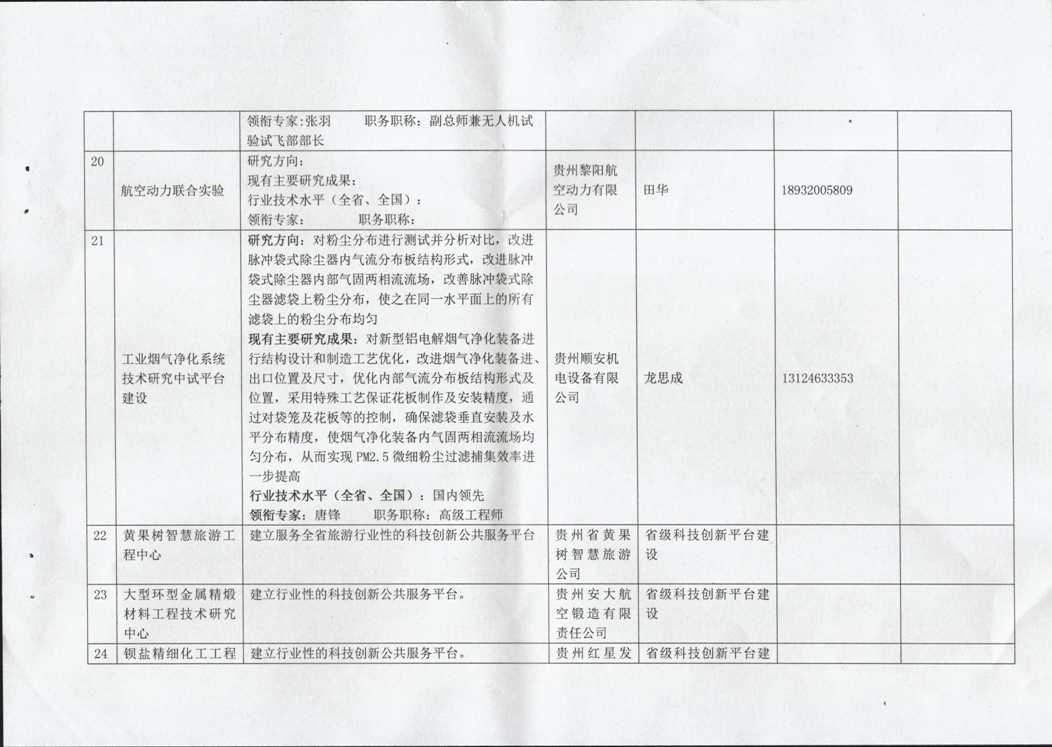 领衔专家:张羽 职务职称：副总师兼无人机试
验试飞部部长
20
航空动力联合实验
研究方向：
现有主要研究成果：
行业技术水平（全省、全国）：
领衔专家： 职务职称：
贵州黎阳航
空动力有限
公司
田华
18932005809
21
工业烟气净化系统
技术研究中试平台
建设
研究方向：对粉尘分布进行测试并分析对比，改进
脉冲袋式除尘器内气流分布板结构形式，改进脉冲
袋式除尘器内部气固两相流流场，改善脉冲袋式除
尘器滤袋上粉尘分布，使之在同一水平面上的所有
滤袋上的粉尘分布均匀
现有主要研究成果：对新型铝电解烟气净化装备进
行结构设计和制造工艺优化，改进烟气净化装备进、
出口位置及尺寸，优化内部气流分布板结构形式及
位置，采用特殊工艺保证花板制作及安装精度，通
过对袋笼及花板等的控制，确保滤袋垂直安装及水
平分布精度，使烟气净化装备内气固两相流流场均
匀分布，从而实现 PM2.5 微细粉尘过滤捕集效率进
一步提高
行业技术水平（全省、全国）：国内领先
领衔专家：唐锋 职务职称：高级工程师
贵州顺安机
电设备有限
公司
龙思成
13124633353
22
黄果树智慧旅游工
程中心
建立服务全省旅游行业性的科技创新公共服务平台
贵州省黄果
树智慧旅游
公司
省级科技创新平台建
设
23
大型环型金属精煅
材料工程技术研究
中心
建立行业性的科技创新公共服务平台。
贵州安大航
空锻造有限
责任公司
省级科技创新平台建
设
24
钡盐精细化工工程
建立行业性的科技创新公共服务平台。
贵州红星发
省级科技创新平台建